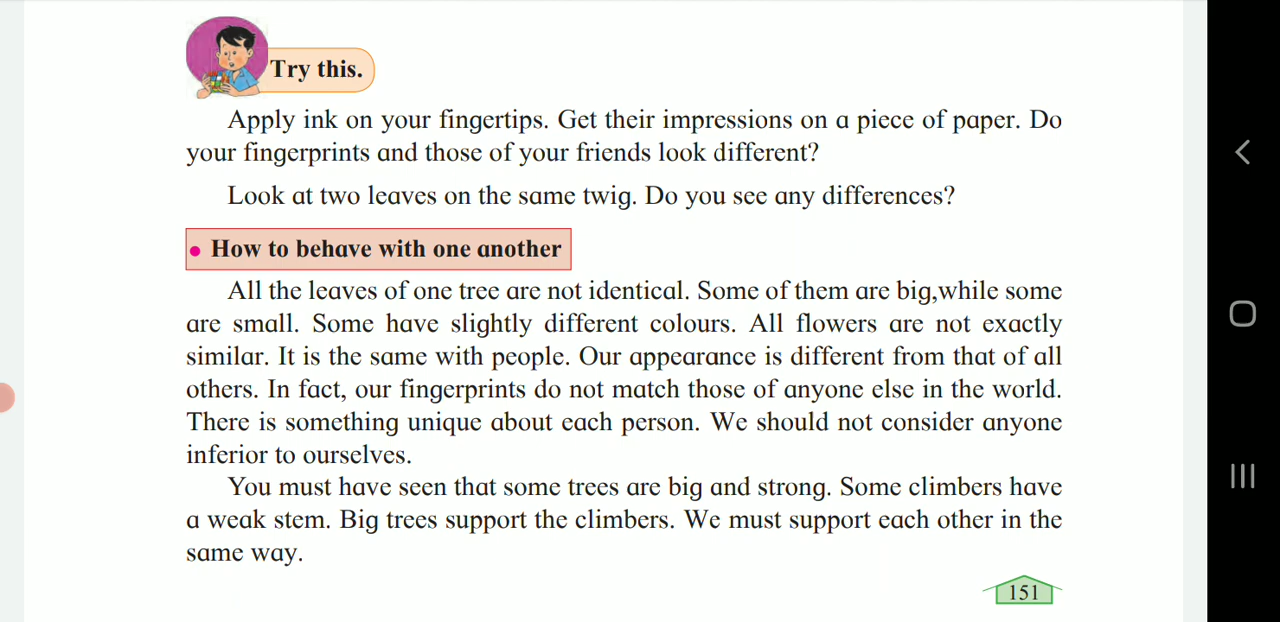 Try this.
Apply ink on your fingertips. Get their impressions on a piece of paper. Do
your fingerprints and those of your friends look different?
Look at two leaves on the same twig. Do you see any differences?
• How to behave with one another
All the leaves of one tree are not identical. Some of them are big,while some
are small. Some have slightly different colours. All flowers are not exactly
similar. It is the same with people. Our appearance is different from that of all
others. In fact, our fingerprints do not match those of anyone else in the world.
There is something unique about each person. We should not consider anyone
inferior to ourselves.
You must have seen that some trees are big and strong. Some climbers have
a weak stem. Big trees support the climbers. We must support each other in the
same way.
151